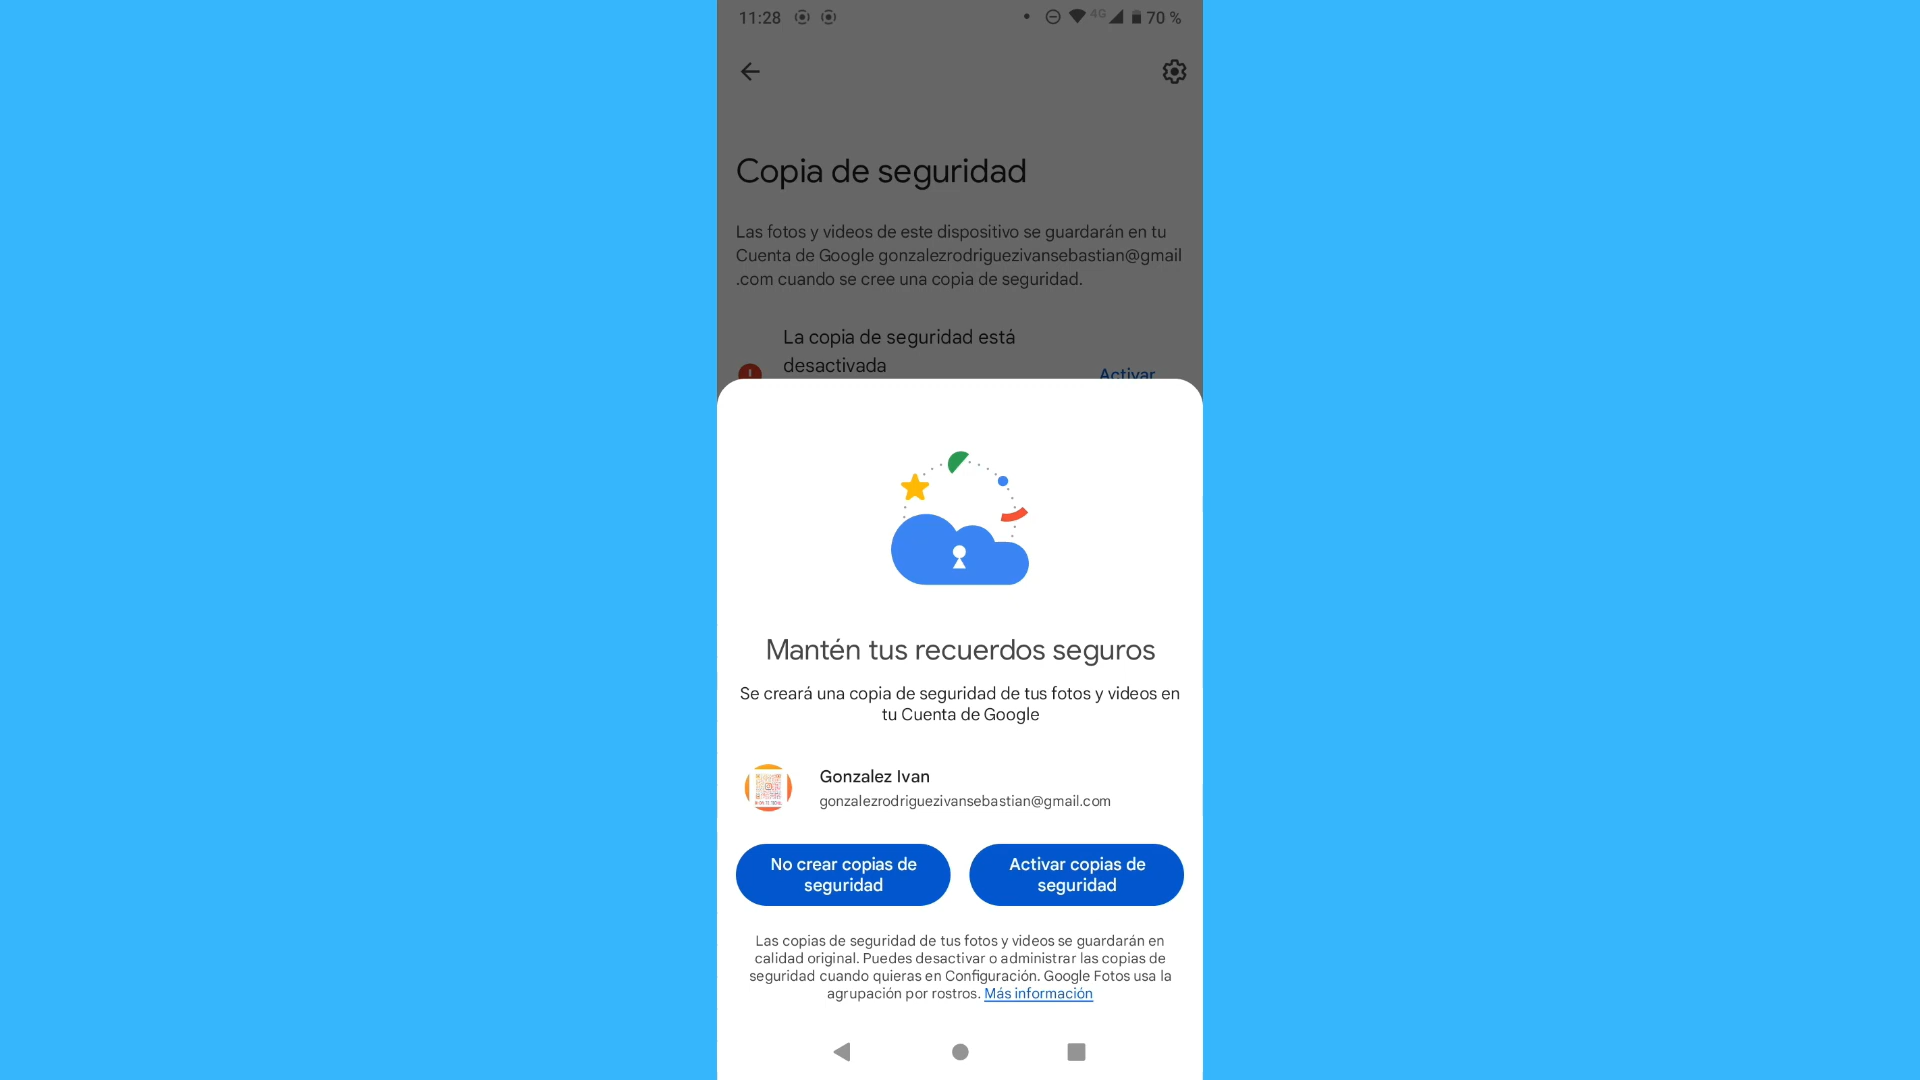 11:28
4G
70 %
Copia de seguridad
Las fotos y videos de este dispositivo se guardarán en tu
Cuenta de Google gonzalezrodriguezivansebastian@gmail
.com cuando se cree una copia de seguridad.
La copia de seguridad está
desactivada
Activar
Mantén tus recuerdos seguros
Se creará una copia de seguridad de tus fotos y videos en
tu Cuenta de Google
Gonzalez Ivan
gonzalezrodriguezivansebastian@gmail.com
No crear copias de
seguridad
Activar copias de
seguridad
Las copias de seguridad de tus fotos y videos se guardarán en
calidad original. Puedes desactivar o administrar las copias de
seguridad cuando quieras en Configuración. Google Fotos usa la
agrupación por rostros. Más información